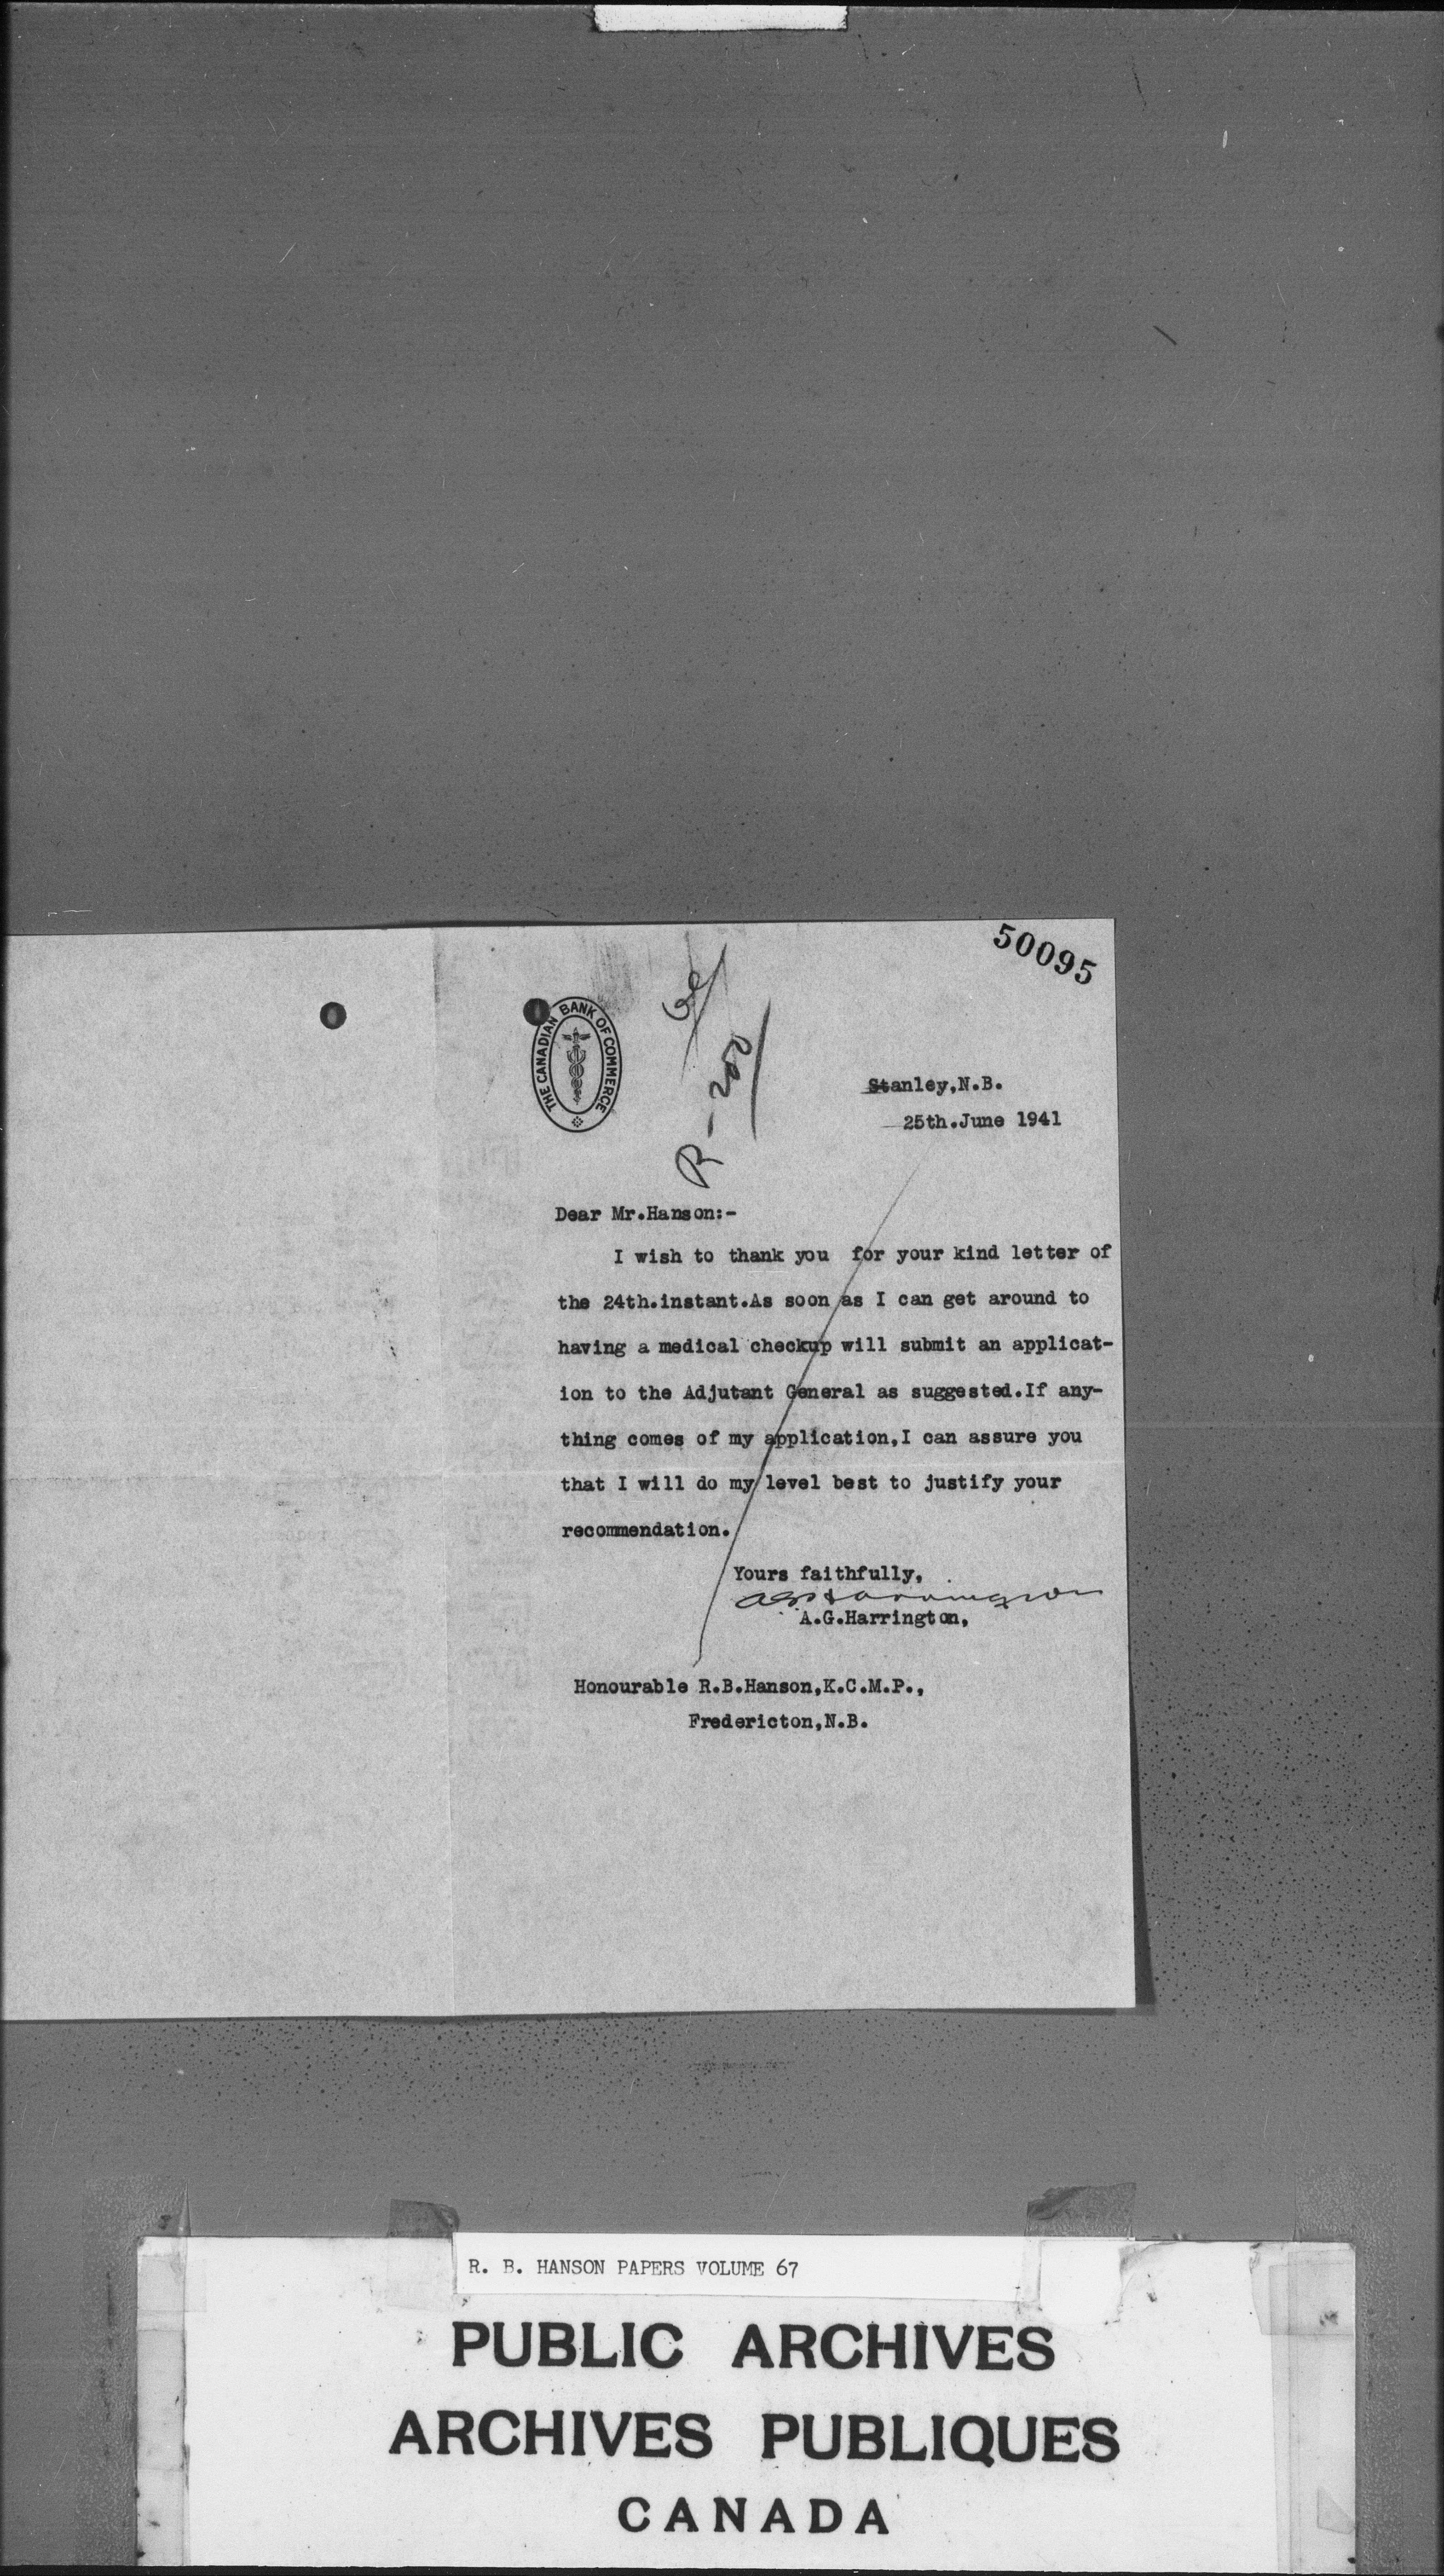 50095
THE CANADIAN BANK OF COMMERCE
R-200
Stanley,N.B.
25th.June 1941
Dear Mr.Hanson:-
I wish to thank you for your kind letter of
the 24th.instant.As soon as I can get around to
having a medical checkup will submit an applicat-
ion to the Adjutant General as suggested.If any-
thing comes of my application,I can assure you
that I will do my level best to justify your
recommendation.
Yours faithfully,
AGHarrington
A.G.Harrington,
Honourable R.B.Hanson,K.C.M.P.,
Fredericton,N.B.
R. B. HANSON PAPERS VOLUME 67
PUBLIC ARCHIVES
ARCHIVES PUBLIQUES
CANADA